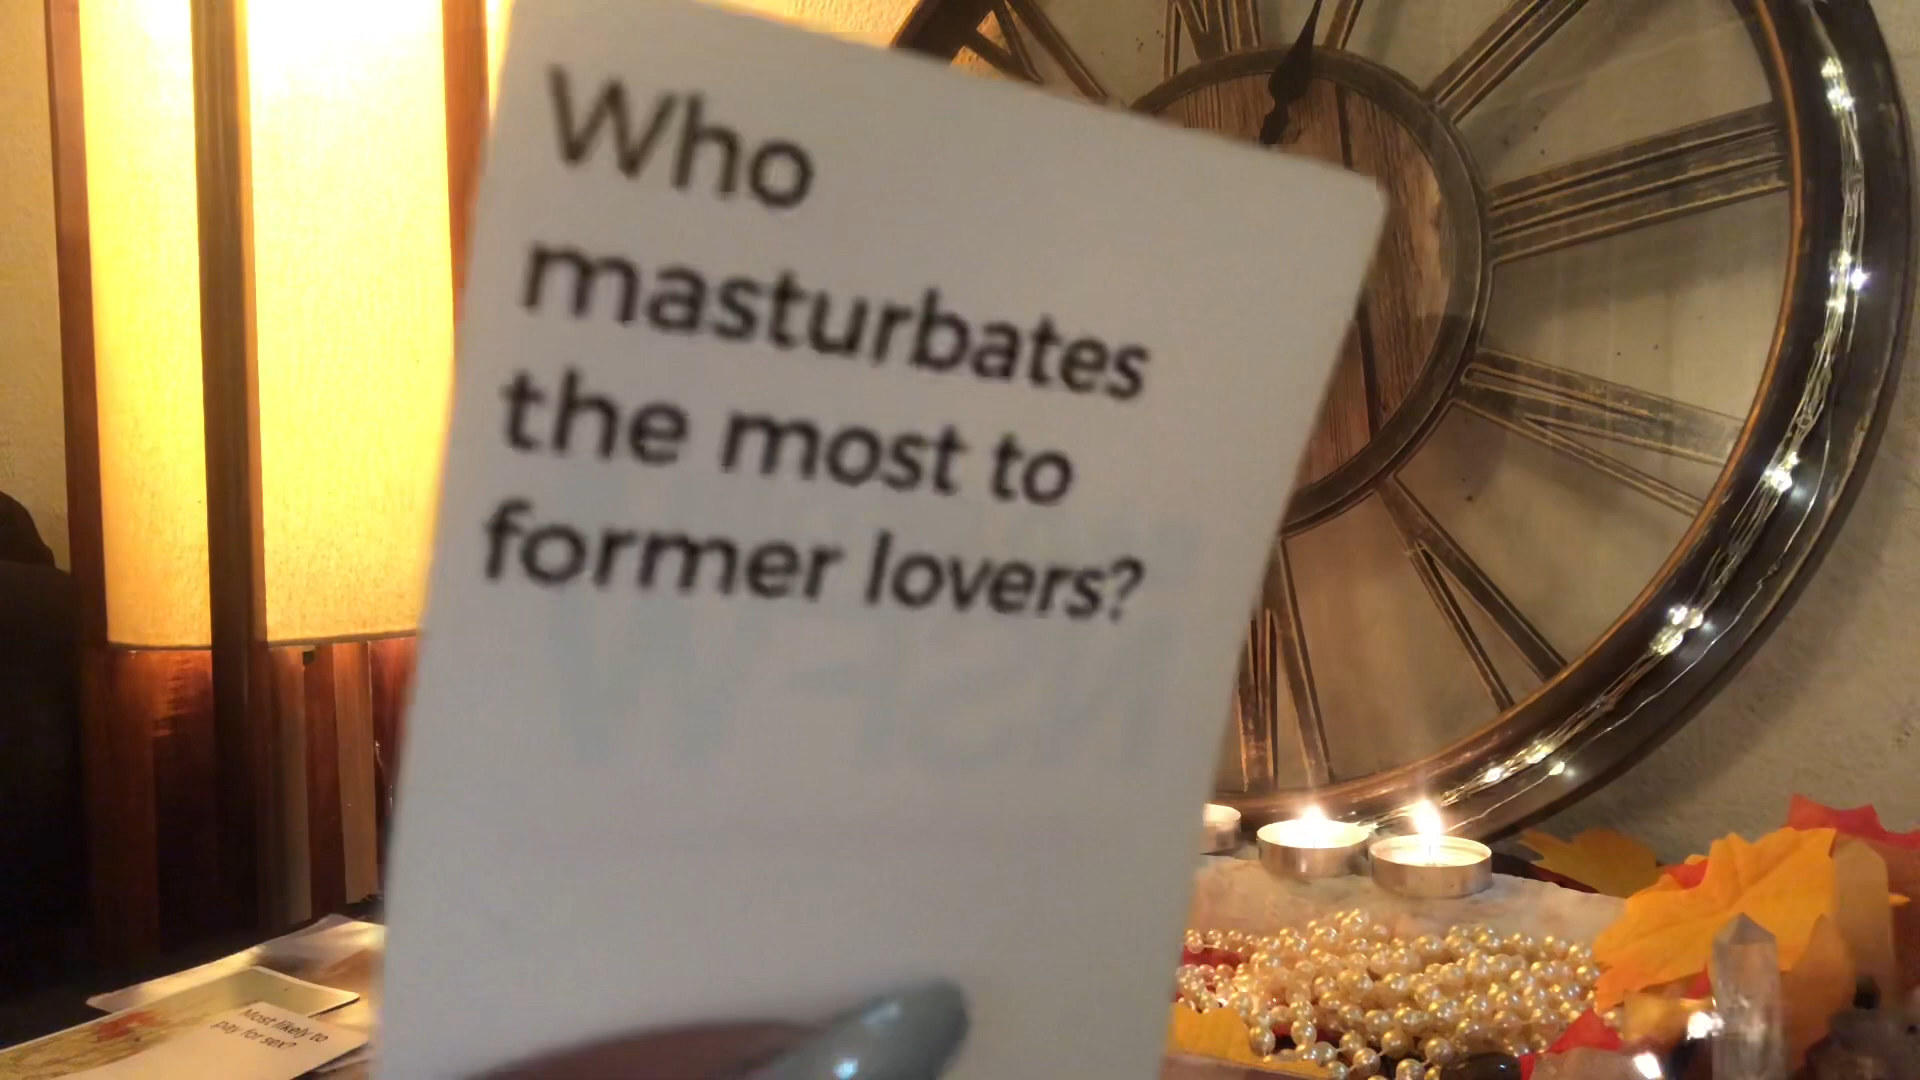 Who
masturbates
the most to
former lovers?
Most likely to
pay for sex?